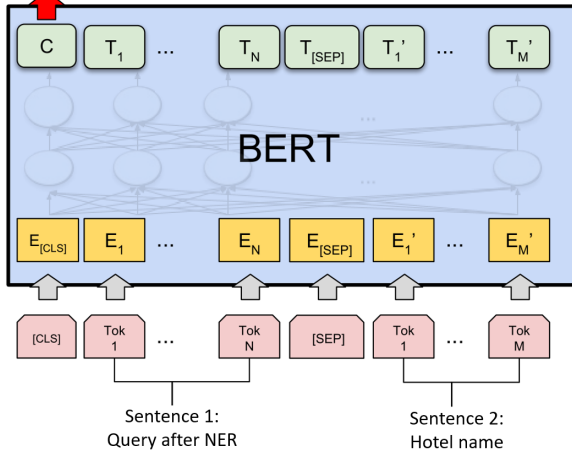 C T1 ... TN T[SEP] T1' ... TM'
...
BERT
...
E[CLS] E1 ... EN E[SEP] E1' ... EM'
[CLS] Tok 1 ... Tok N [SEP] Tok 1 ... Tok M
Sentence 1: Query after NER
Sentence 2: Hotel name